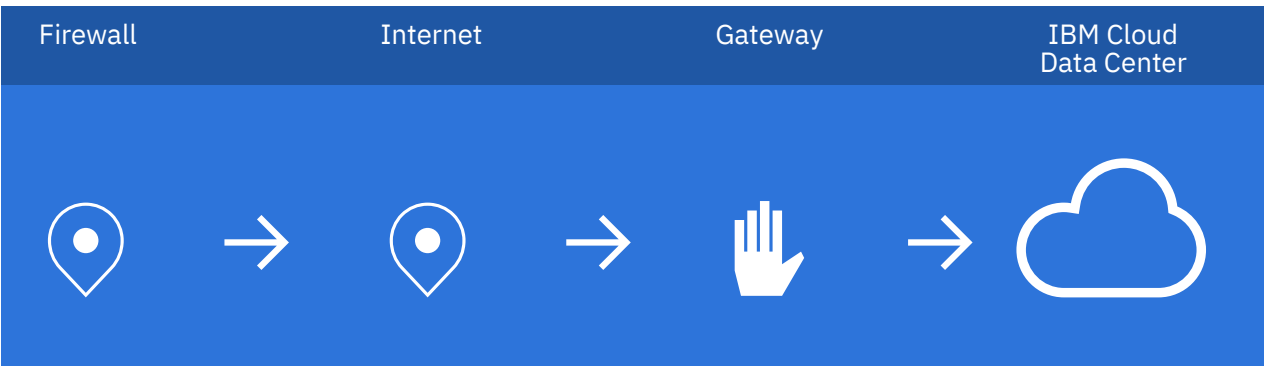 Firewall
Internet
Gateway
IBM Cloud
Data Center